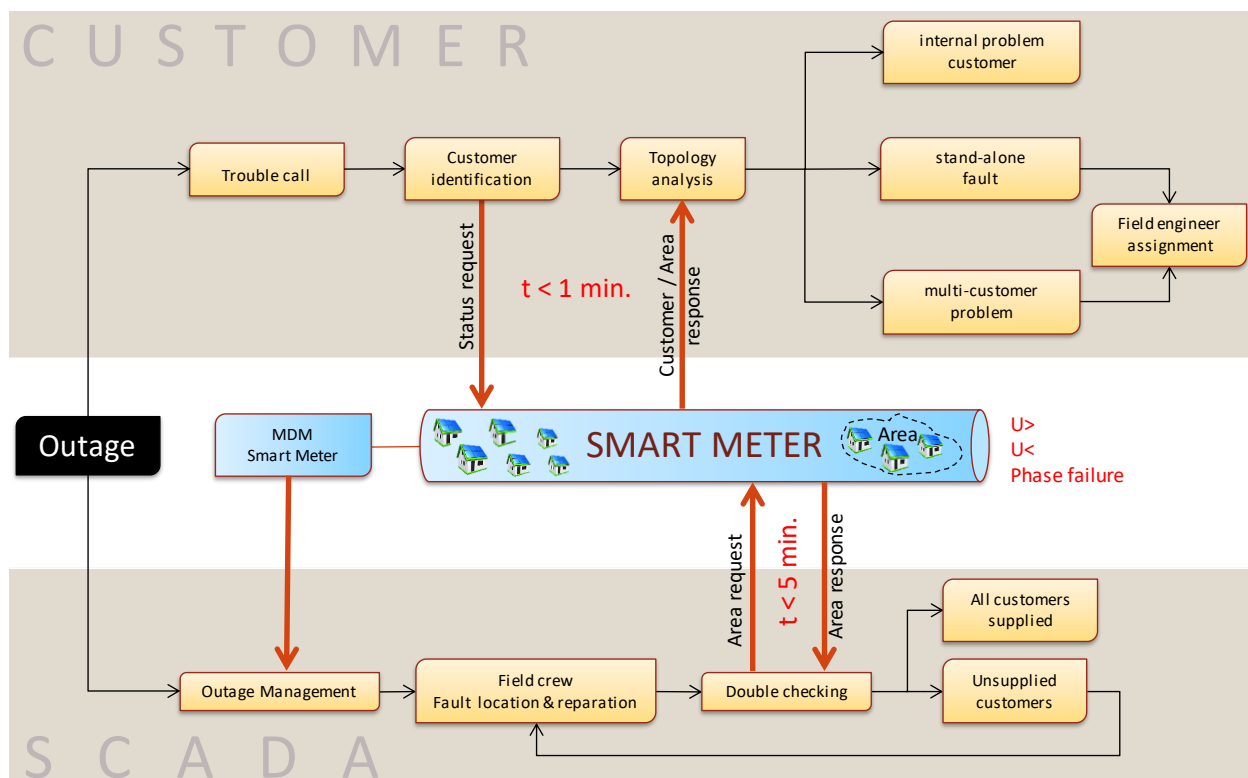 CUSTOMER
internal problem
customer
Trouble call
Customer
identification
Topology
analysis
stand-alone
fault
Field engineer
assignment
multi-customer
problem
Status request
t < 1 min.
Customer / Area
response
Outage
MDM
Smart Meter
SMART METER
Area
U>
U<
Phase failure
Area request
t < 5 min.
Area response
All customers
supplied
Outage Management
Field crew
Fault location & reparation
Double checking
Unsupplied
customers
SCADA